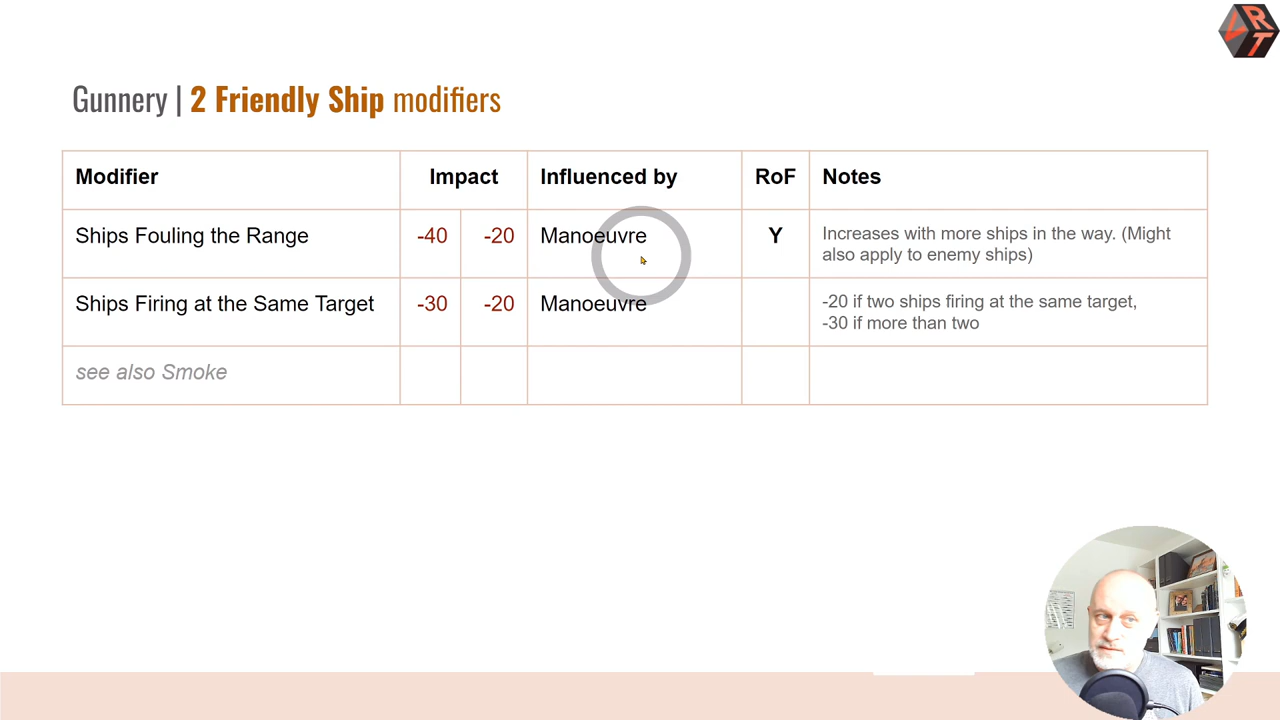 VRT
Gunnery | 2 Friendly Ship modifiers
Modifier Impact Influenced by RoF Notes
Ships Fouling the Range -40 -20 Manoeuvre Y Increases with more ships in the way. (Might
also apply to enemy ships)
Ships Firing at the Same Target -30 -20 Manoeuvre -20 if two ships firing at the same target,
-30 if more than two
see also Smoke